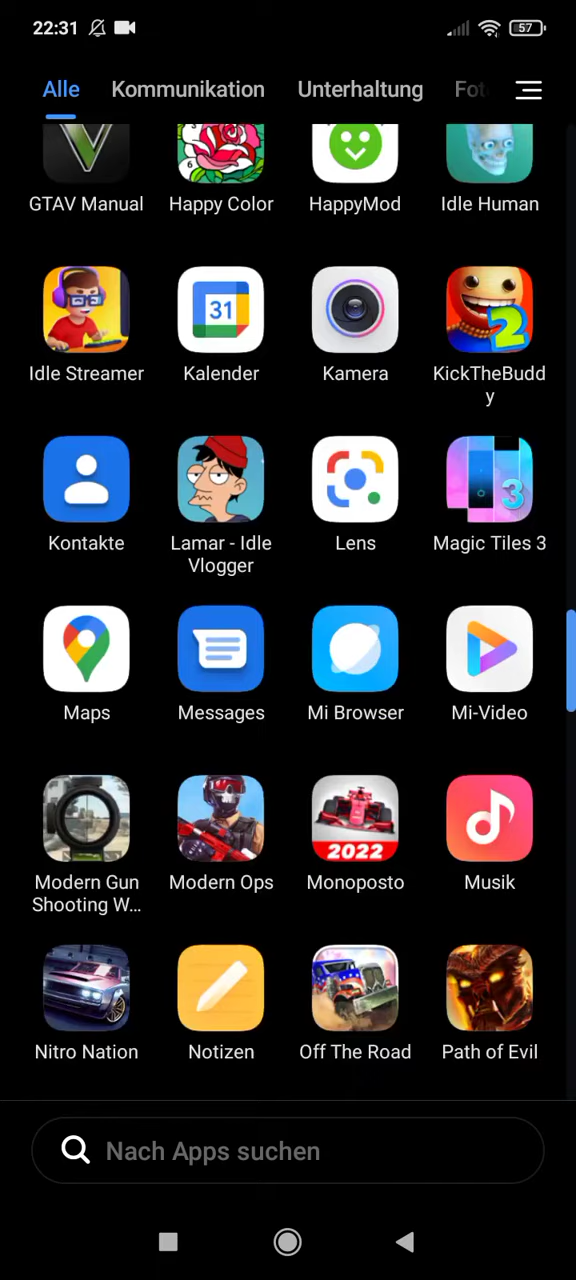 22:31
57
Alle Kommunikation Unterhaltung Fot
GTAV Manual Happy Color HappyMod Idle Human
31
2
Idle Streamer Kalender Kamera KickTheBudd
y
3
Kontakte Lamar - Idle Lens Magic Tiles 3
Vlogger
Maps Messages Mi Browser Mi-Video
2022
Modern Gun Modern Ops Monoposto Musik
Shooting W...
Nitro Nation Notizen Off The Road Path of Evil
Nach Apps suchen